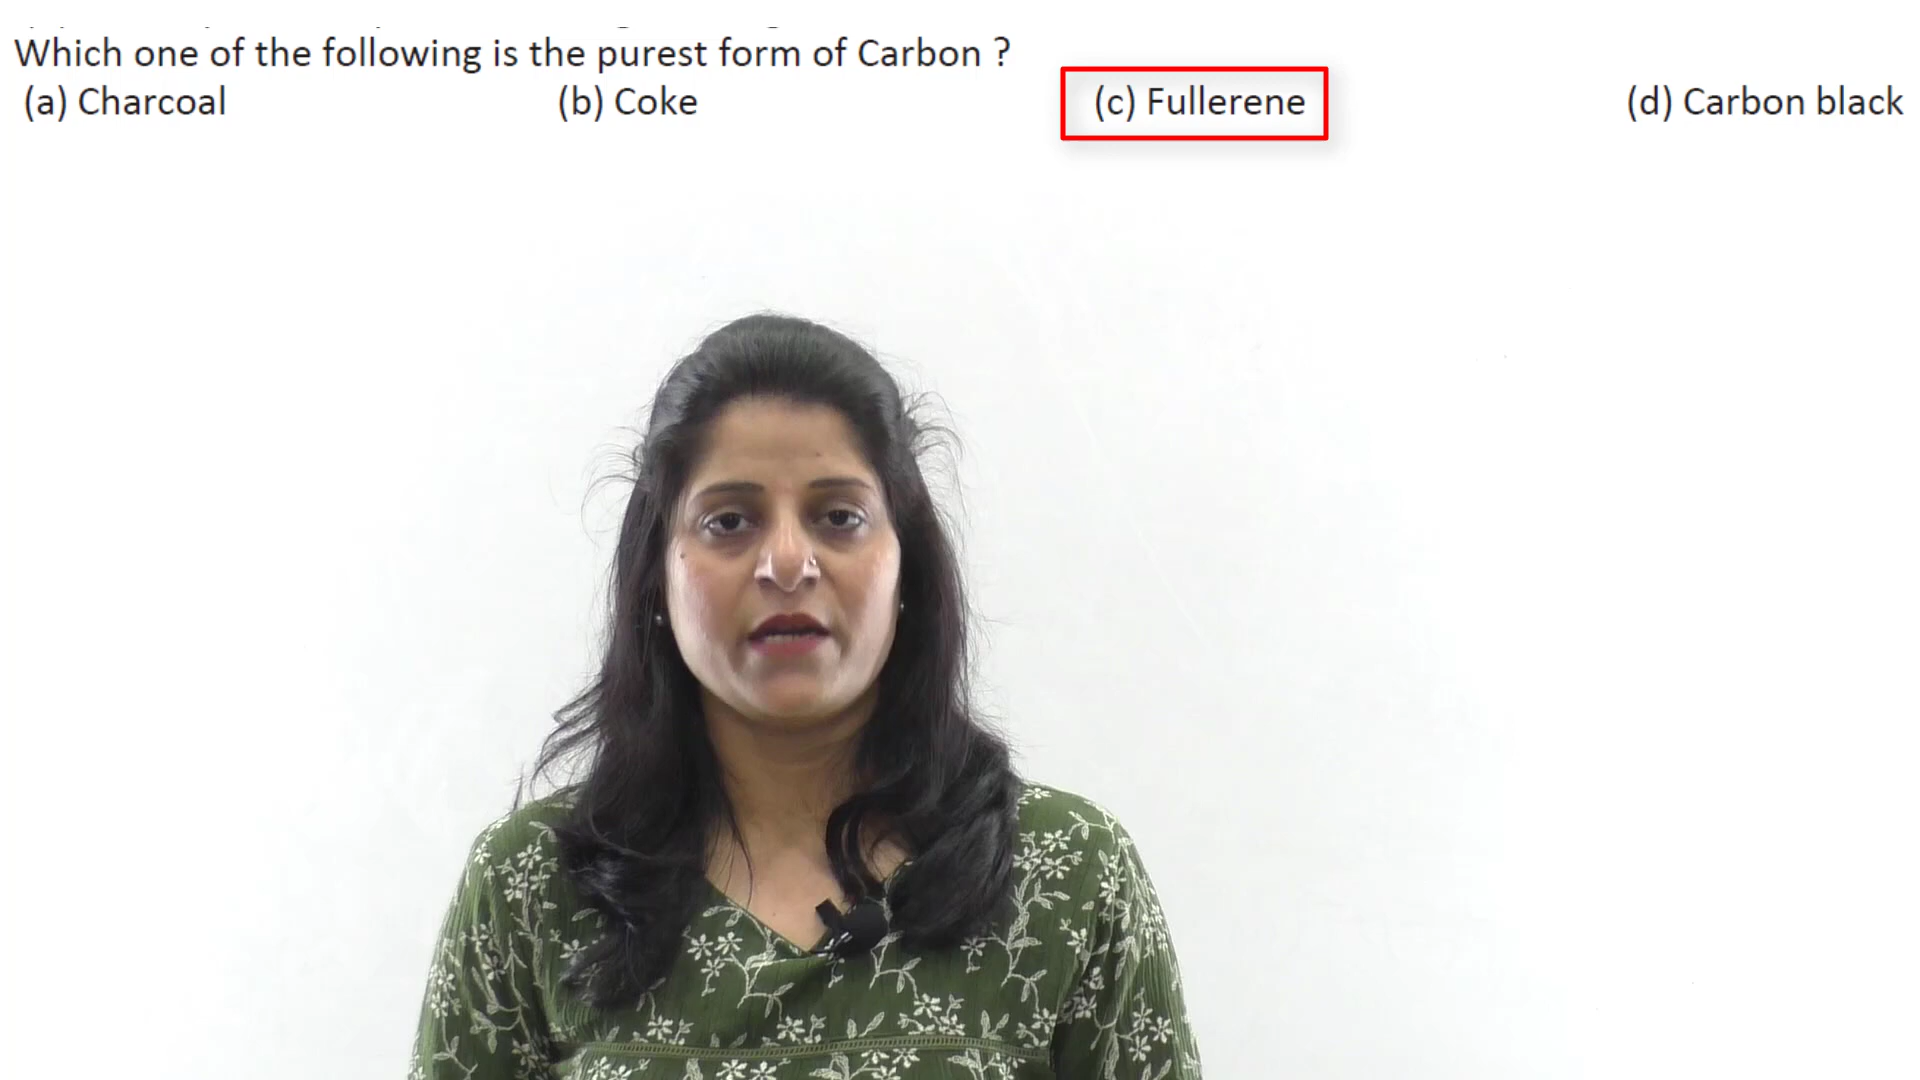 Which one of the following is the purest form of Carbon ?
(a) Charcoal (b) Coke (c) Fullerene (d) Carbon black